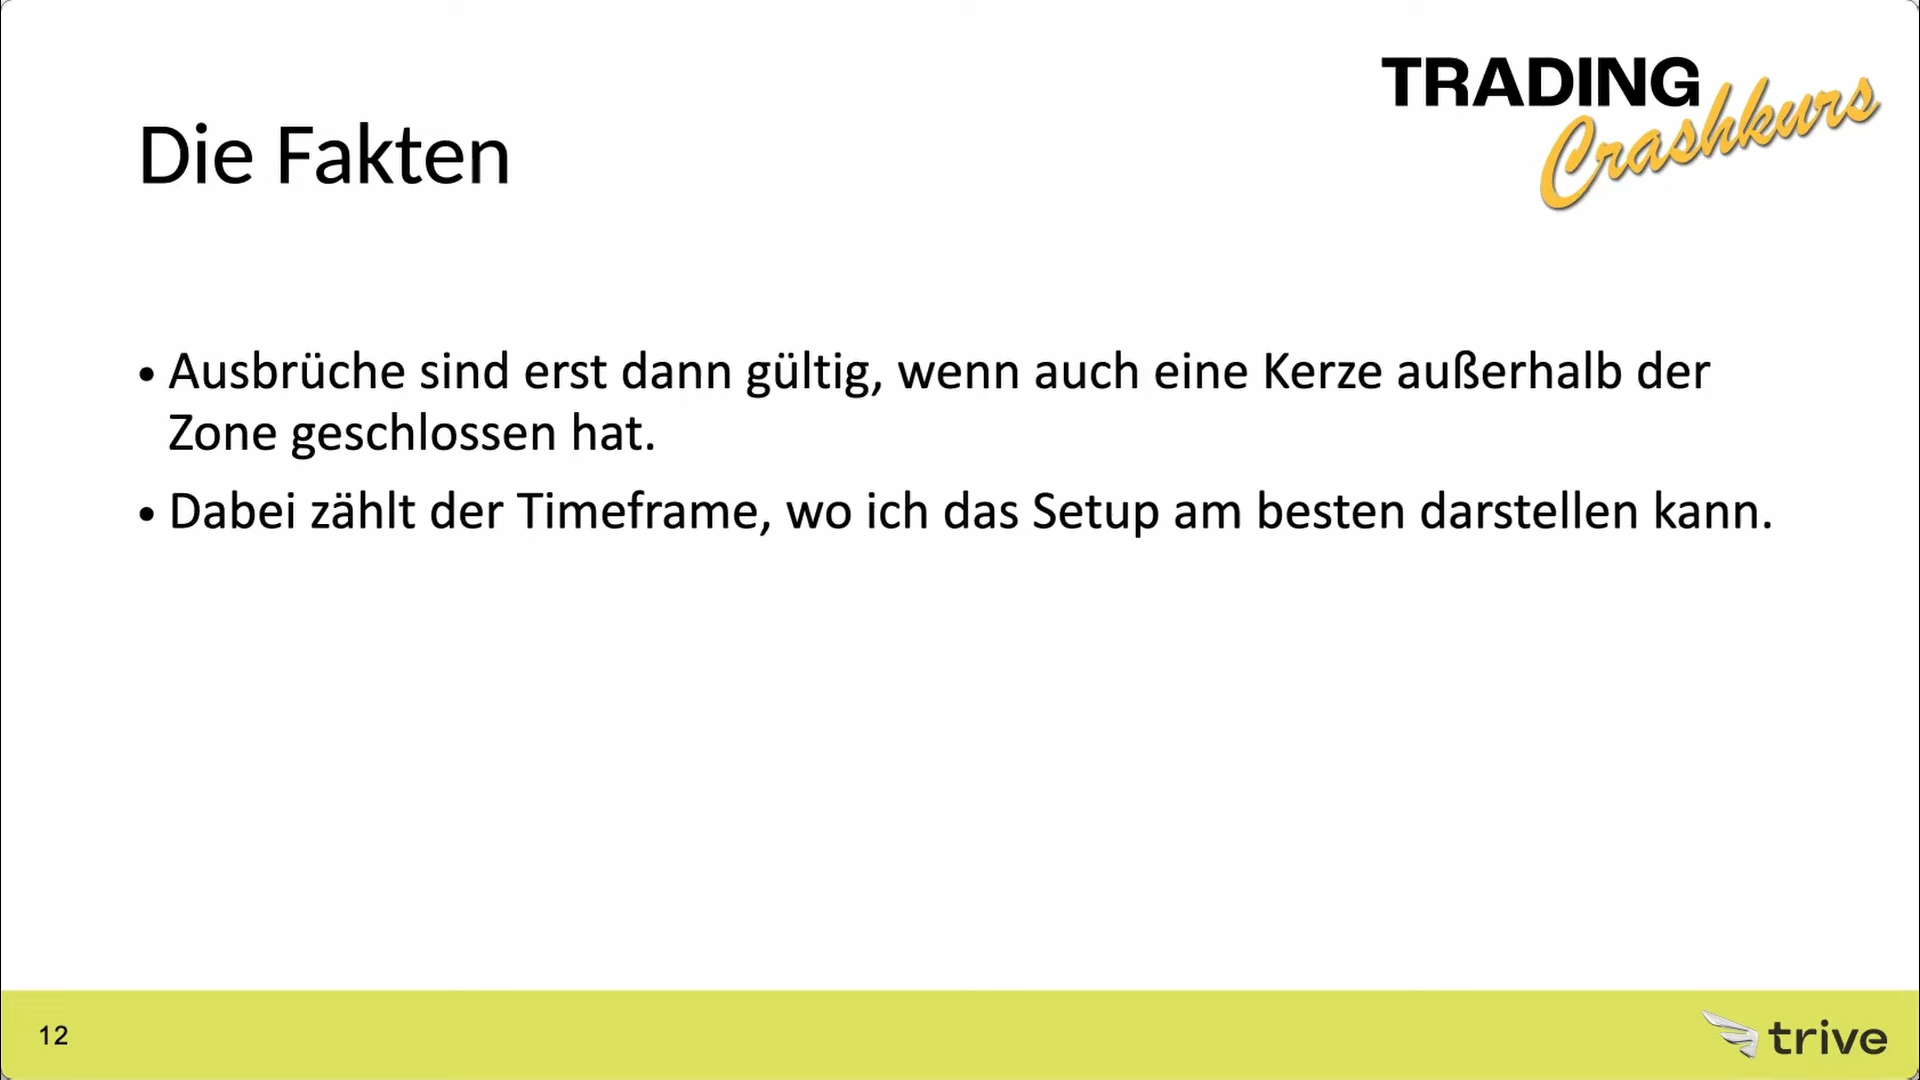 TRADING
Crashkurs
Die Fakten
• Ausbrüche sind erst dann gültig, wenn auch eine Kerze außerhalb der
Zone geschlossen hat.
• Dabei zählt der Timeframe, wo ich das Setup am besten darstellen kann.
12
trive